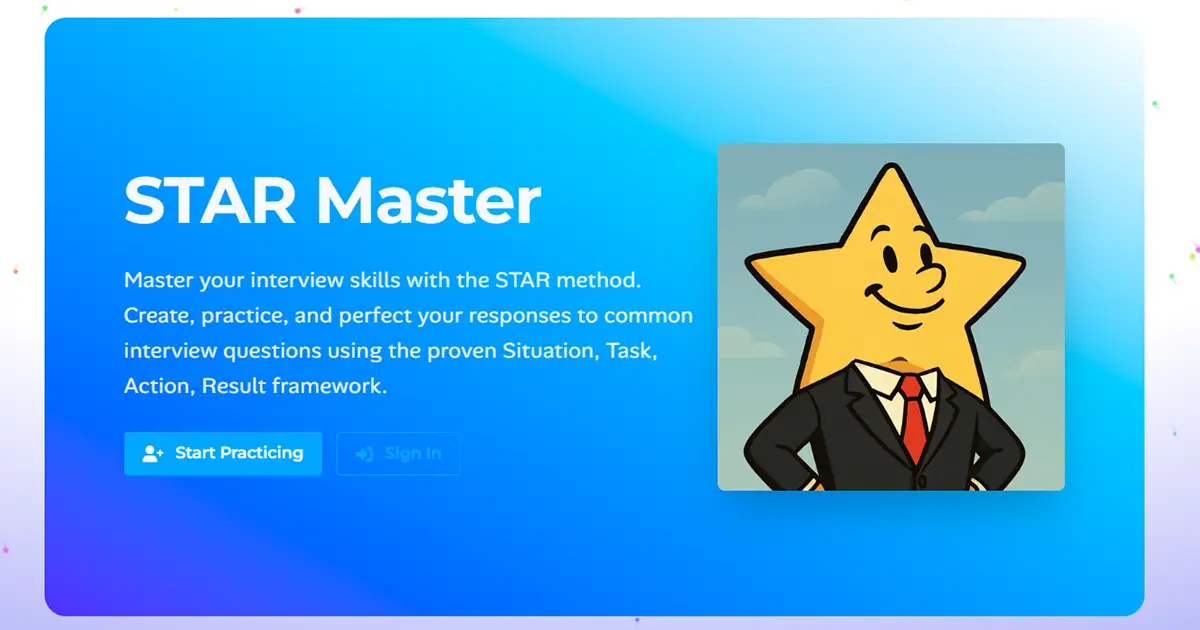 STAR Master
Master your interview skills with the STAR method.
Create, practice, and perfect your responses to common
interview questions using the proven Situation, Task,
Action, Result framework.
Start Practicing
Sign In